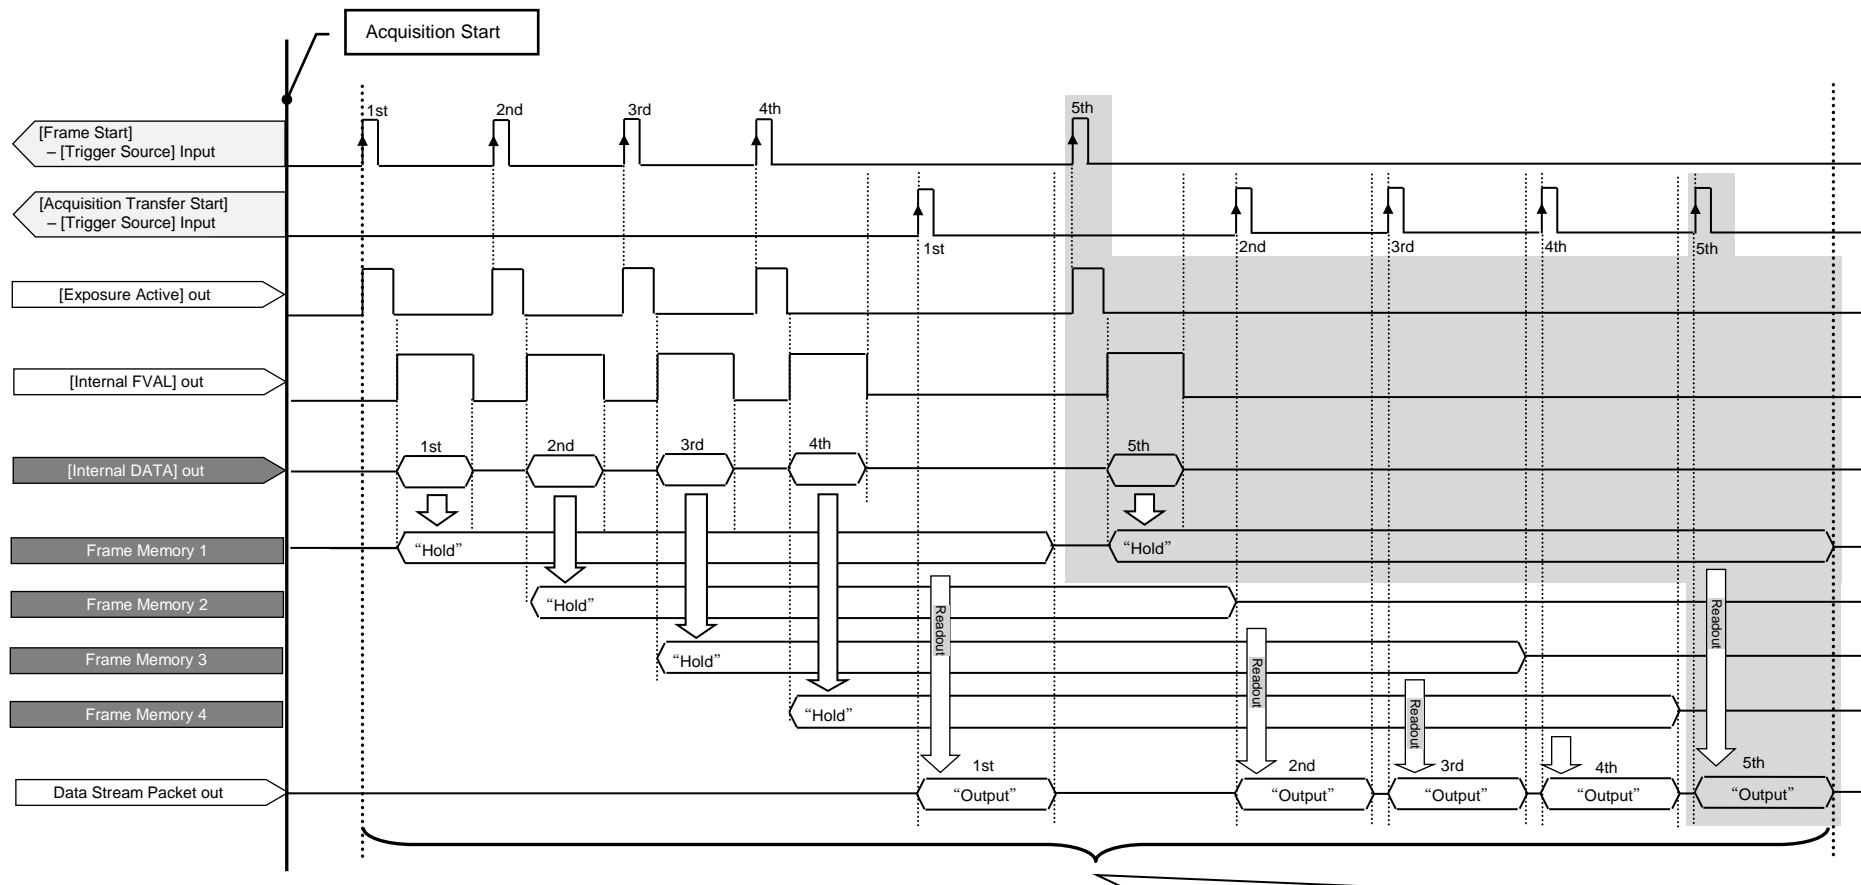 Acquisition Start
1st 2nd 3rd 4th 5th
[Frame Start]
– [Trigger Source] Input
[Acquisition Transfer Start]
– [Trigger Source] Input
1st 2nd 3rd 4th 5th
[Exposure Active] out
[Internal FVAL] out
1st 2nd 3rd 4th 5th
[Internal DATA] out
Frame Memory 1 “Hold” “Hold”
Frame Memory 2 “Hold”
Readout
Readout
Frame Memory 3 “Hold”
Readout
Frame Memory 4 “Hold”
Readout
1st 2nd 3rd 4th 5th
Data Stream Packet out “Output” “Output” “Output” “Output” “Output”